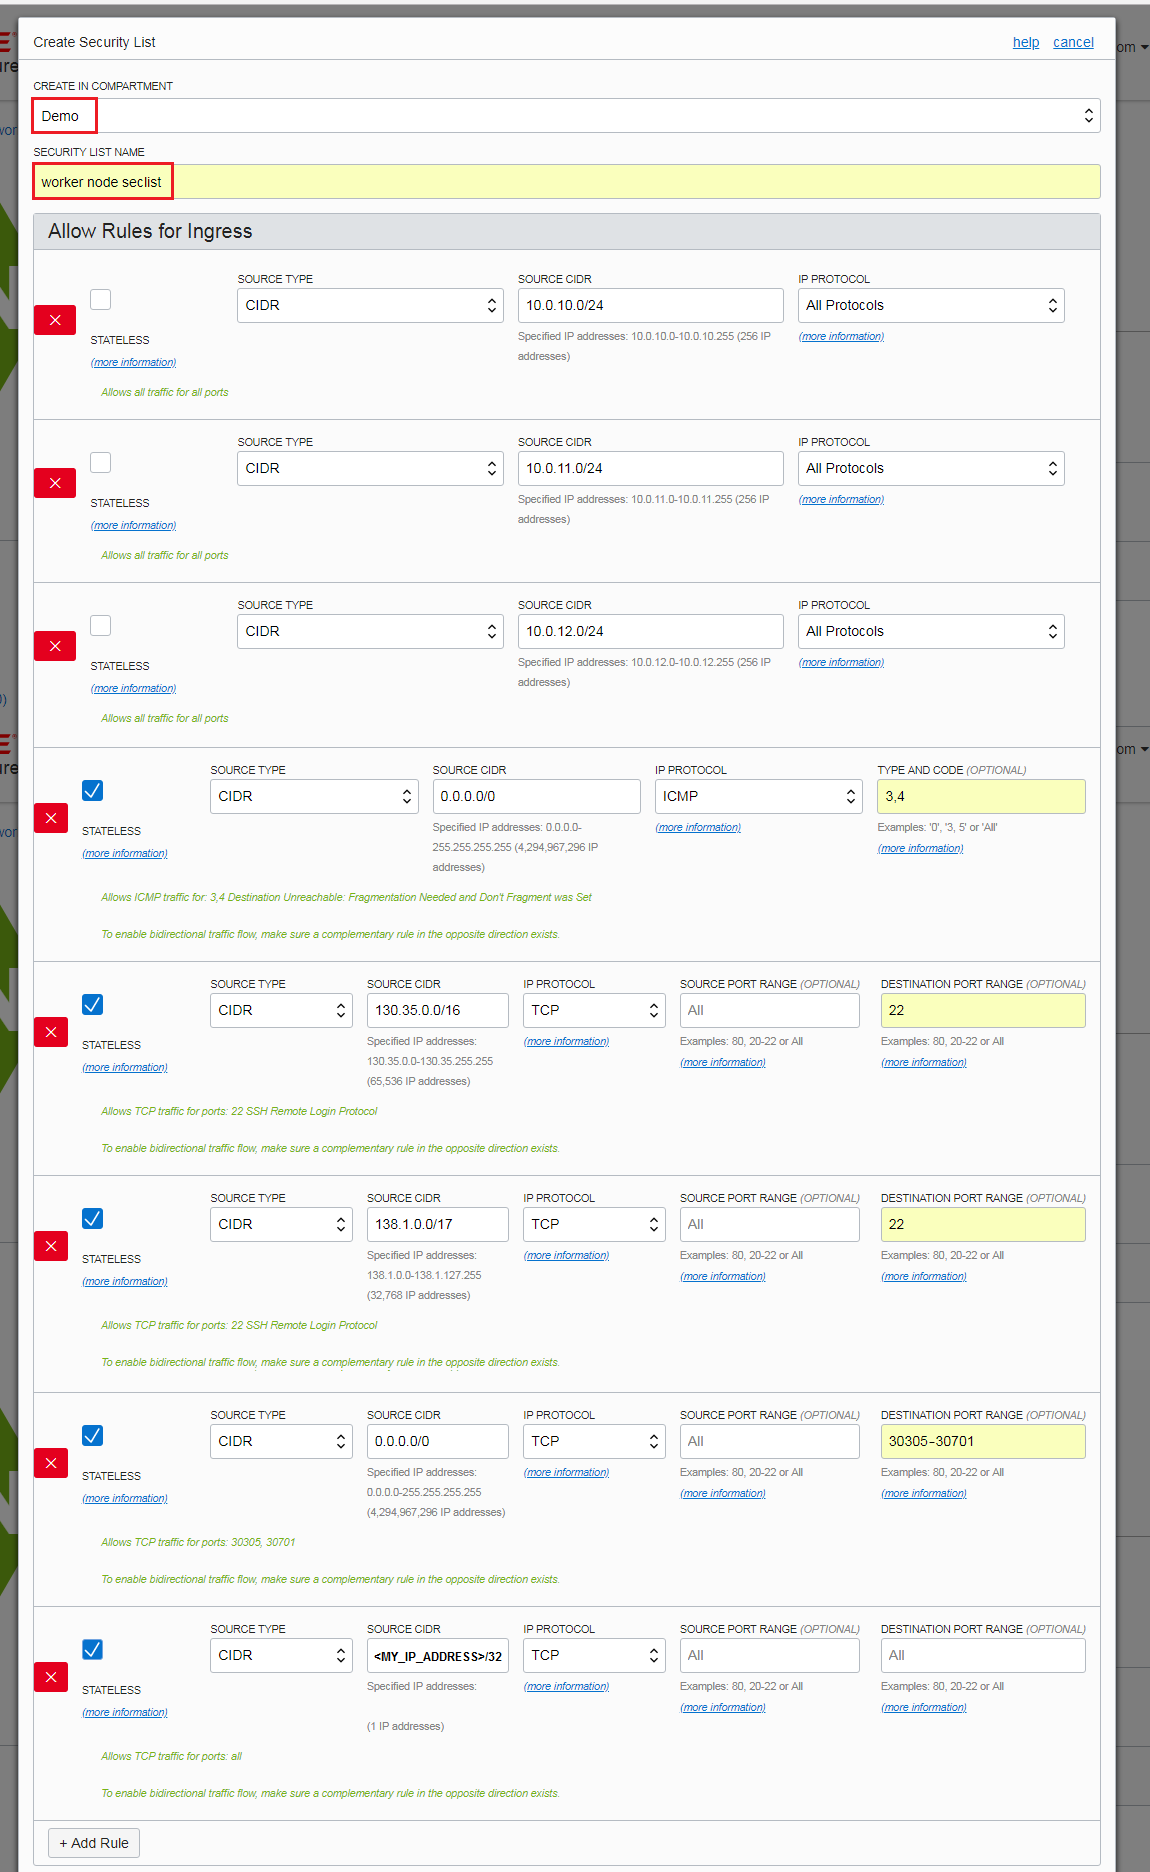 Create Security List
help cancel
CREATE IN COMPARTMENT
Demo
SECURITY LIST NAME
worker node seclist
Allow Rules for Ingress
SOURCE TYPE SOURCE CIDR IP PROTOCOL
CIDR 10.0.10.0/24 All Protocols
Specified IP addresses: 10.0.10.0-10.0.10.255 (256 IP addresses) (more information)
STATELESS
(more information)
Allows all traffic for all ports
SOURCE TYPE SOURCE CIDR IP PROTOCOL
CIDR 10.0.11.0/24 All Protocols
Specified IP addresses: 10.0.11.0-10.0.11.255 (256 IP addresses) (more information)
STATELESS
(more information)
Allows all traffic for all ports
SOURCE TYPE SOURCE CIDR IP PROTOCOL
CIDR 10.0.12.0/24 All Protocols
Specified IP addresses: 10.0.12.0-10.0.12.255 (256 IP addresses) (more information)
STATELESS
(more information)
Allows all traffic for all ports
SOURCE TYPE SOURCE CIDR IP PROTOCOL TYPE AND CODE (OPTIONAL)
CIDR 0.0.0.0/0 ICMP 3,4
Specified IP addresses: 0.0.0.0-255.255.255.255 (4,294,967,296 IP addresses) (more information) Examples: '0', '3, 5' or 'All'
(more information)
STATELESS
(more information)
Allows ICMP traffic for: 3,4 Destination Unreachable: Fragmentation Needed and Don't Fragment was Set
To enable bidirectional traffic flow, make sure a complementary rule in the opposite direction exists.
SOURCE TYPE SOURCE CIDR IP PROTOCOL SOURCE PORT RANGE (OPTIONAL) DESTINATION PORT RANGE (OPTIONAL)
CIDR 130.35.0.0/16 TCP All 22
Specified IP addresses: 130.35.0.0-130.35.255.255 (65,536 IP addresses) (more information) Examples: 80, 20-22 or All Examples: 80, 20-22 or All
(more information) (more information)
STATELESS
(more information)
Allows TCP traffic for ports: 22 SSH Remote Login Protocol
To enable bidirectional traffic flow, make sure a complementary rule in the opposite direction exists.
SOURCE TYPE SOURCE CIDR IP PROTOCOL SOURCE PORT RANGE (OPTIONAL) DESTINATION PORT RANGE (OPTIONAL)
CIDR 138.1.0.0/17 TCP All 22
Specified IP addresses: 138.1.0.0-138.1.127.255 (32,768 IP addresses) (more information) Examples: 80, 20-22 or All Examples: 80, 20-22 or All
(more information) (more information)
STATELESS
(more information)
Allows TCP traffic for ports: 22 SSH Remote Login Protocol
To enable bidirectional traffic flow, make sure a complementary rule in the opposite direction exists.
SOURCE TYPE SOURCE CIDR IP PROTOCOL SOURCE PORT RANGE (OPTIONAL) DESTINATION PORT RANGE (OPTIONAL)
CIDR 0.0.0.0/0 TCP All 30305-30701
Specified IP addresses: 0.0.0.0-255.255.255.255 (4,294,967,296 IP addresses) (more information) Examples: 80, 20-22 or All Examples: 80, 20-22 or All
(more information) (more information)
STATELESS
(more information)
Allows TCP traffic for ports: 30305, 30701
To enable bidirectional traffic flow, make sure a complementary rule in the opposite direction exists.
SOURCE TYPE SOURCE CIDR IP PROTOCOL SOURCE PORT RANGE (OPTIONAL) DESTINATION PORT RANGE (OPTIONAL)
CIDR <MY_IP_ADDRESS>/32 TCP All All
Specified IP addresses: (1 IP addresses) (more information) Examples: 80, 20-22 or All Examples: 80, 20-22 or All
(more information) (more information)
STATELESS
(more information)
Allows TCP traffic for ports: all
To enable bidirectional traffic flow, make sure a complementary rule in the opposite direction exists.
+ Add Rule